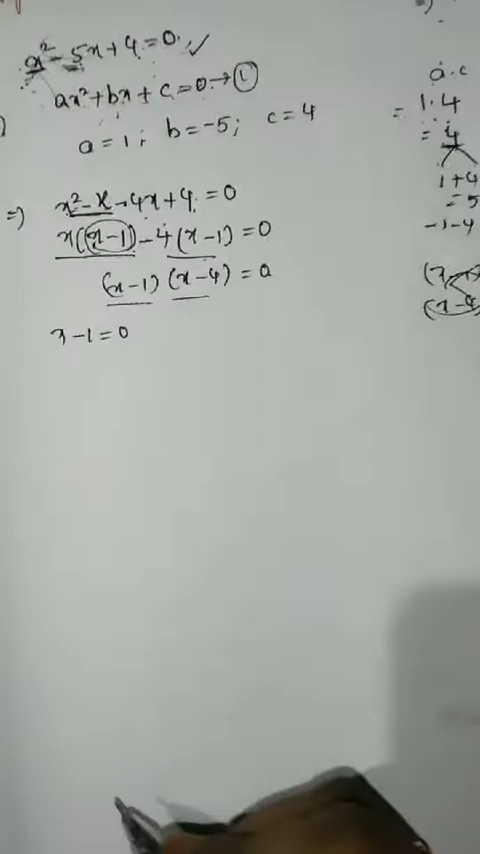 x² - 5x + 4 = 0 ✓
ax² + bx + c = 0 → ①
a = 1 ; b = -5 ; c = 4
⇒ x² - x - 4x + 4 = 0
x(x-1) - 4(x-1) = 0
(x-1) (x-4) = 0
x - 1 = 0
a.c
= 1.4
= 4
1+4
= 5
-1-4
(x-4